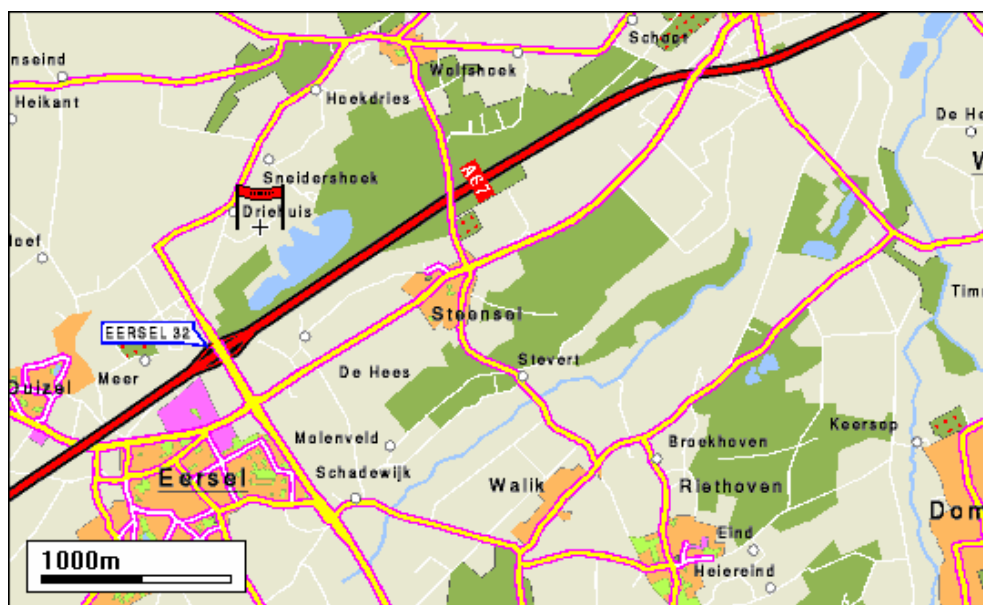 Schoot
nseind
Wolfshoek
Heikant
Hoekdries
De He
W
A67
Sneidershoek
Driehuis
loef
Timm
Steensel
EERSEL 32
Stevert
De Hees
Meer
Duizel
Keersop
Molenveld
Broekhoven
Schadewijk
Eersel
Walik
Riethoven
Dom
Eind
1000m
Heiereind